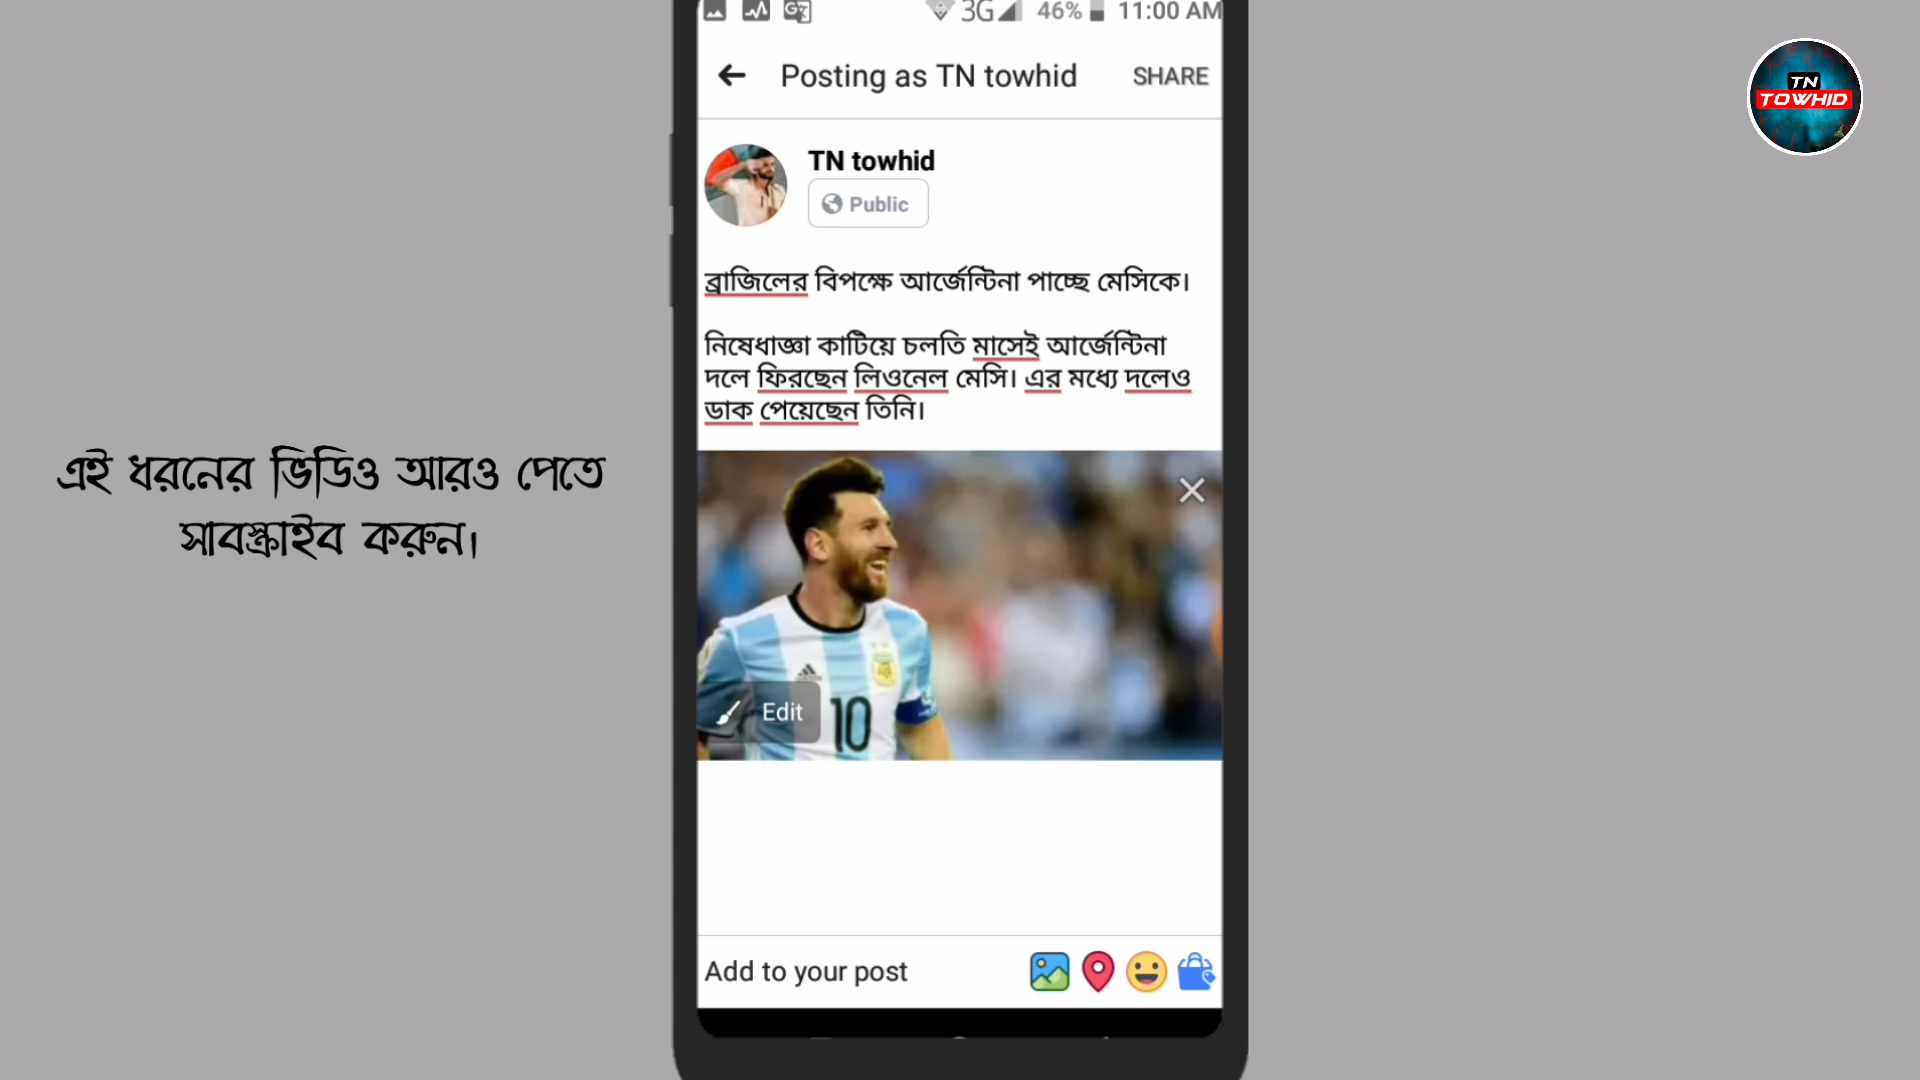 3G 46% 11:00 AM
Posting as TN towhid SHARE
TN towhid
Public
ব্রাজিলের বিপক্ষে আর্জেন্টিনা পাচ্ছে মেসিকে।
নিষেধাজ্ঞা কাটিয়ে চলতি মাসেই আর্জেন্টিনা
দলে ফিরছেন লিওনেল মেসি। এর মধ্যে দলেও
ডাক পেয়েছেন তিনি।
10
Edit
Add to your post
এই ধরনের ভিডিও আরও পেতে
সাবস্ক্রাইব করুন।
TN
TOWHID